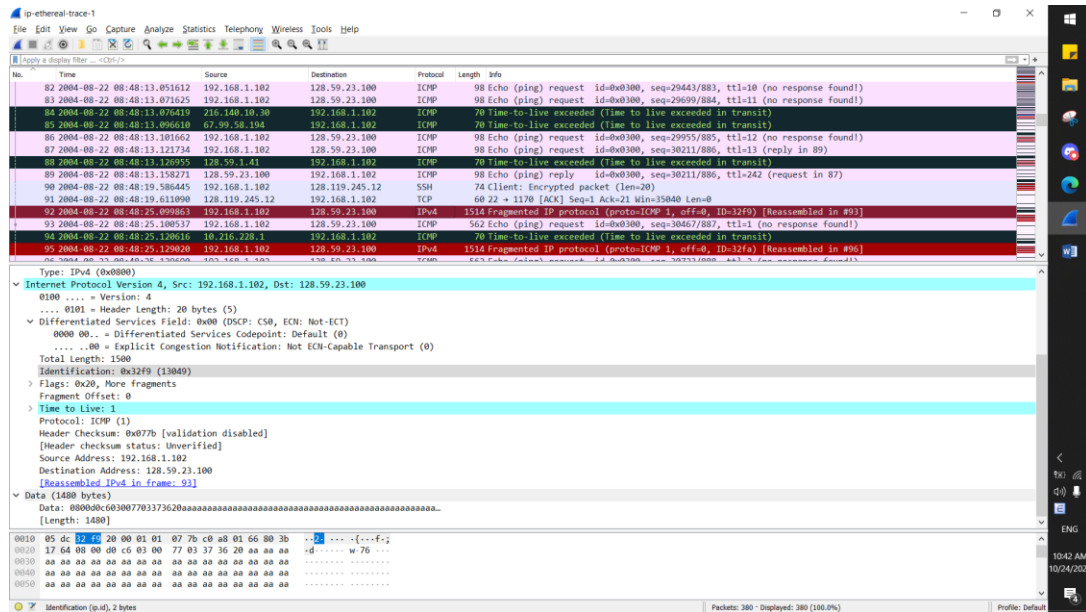 ip-ethereal-trace-1
File Edit View Go Capture Analyze Statistics Telephony Wireless Tools Help
Apply a display filter ... <Ctrl-/>
No. Time Source Destination Protocol Length Info
82 2004-08-22 08:48:13.051612 192.168.1.102 128.59.23.100 ICMP 98 Echo (ping) request id=0x0300, seq=29443/883, ttl=10 (no response found!)
83 2004-08-22 08:48:13.071625 192.168.1.102 128.59.23.100 ICMP 98 Echo (ping) request id=0x0300, seq=29699/884, ttl=11 (no response found!)
84 2004-08-22 08:48:13.076419 216.140.10.30 192.168.1.102 ICMP 70 Time-to-live exceeded (Time to live exceeded in transit)
85 2004-08-22 08:48:13.096610 67.99.58.194 192.168.1.102 ICMP 70 Time-to-live exceeded (Time to live exceeded in transit)
86 2004-08-22 08:48:13.101662 192.168.1.102 128.59.23.100 ICMP 98 Echo (ping) request id=0x0300, seq=29955/885, ttl=12 (no response found!)
87 2004-08-22 08:48:13.121734 192.168.1.102 128.59.23.100 ICMP 98 Echo (ping) request id=0x0300, seq=30211/886, ttl=13 (reply in 89)
88 2004-08-22 08:48:13.126955 128.59.1.41 192.168.1.102 ICMP 70 Time-to-live exceeded (Time to live exceeded in transit)
89 2004-08-22 08:48:13.158271 128.59.23.100 192.168.1.102 ICMP 98 Echo (ping) reply id=0x0300, seq=30211/886, ttl=242 (request in 87)
90 2004-08-22 08:48:19.586445 192.168.1.102 128.119.245.12 SSH 74 Client: Encrypted packet (len=20)
91 2004-08-22 08:48:19.611090 128.119.245.12 192.168.1.102 TCP 60 22 → 1170 [ACK] Seq=1 Ack=21 Win=35040 Len=0
92 2004-08-22 08:48:25.099863 192.168.1.102 128.59.23.100 IPv4 1514 Fragmented IP protocol (proto=ICMP 1, off=0, ID=32f9) [Reassembled in #93]
93 2004-08-22 08:48:25.100537 192.168.1.102 128.59.23.100 ICMP 562 Echo (ping) request id=0x0300, seq=30467/887, ttl=1 (no response found!)
94 2004-08-22 08:48:25.120616 10.216.228.1 192.168.1.102 ICMP 70 Time-to-live exceeded (Time to live exceeded in transit)
95 2004-08-22 08:48:25.129020 192.168.1.102 128.59.23.100 IPv4 1514 Fragmented IP protocol (proto=ICMP 1, off=0, ID=32fa) [Reassembled in #96]
Type: IPv4 (0x0800)
Internet Protocol Version 4, Src: 192.168.1.102, Dst: 128.59.23.100
0100 .... = Version: 4
.... 0101 = Header Length: 20 bytes (5)
Differentiated Services Field: 0x00 (DSCP: CS0, ECN: Not-ECT)
0000 00.. = Differentiated Services Codepoint: Default (0)
.... ..00 = Explicit Congestion Notification: Not ECN-Capable Transport (0)
Total Length: 1500
Identification: 0x32f9 (13049)
Flags: 0x20, More fragments
Fragment Offset: 0
Time to Live: 1
Protocol: ICMP (1)
Header Checksum: 0x077b [validation disabled]
[Header checksum status: Unverified]
Source Address: 192.168.1.102
Destination Address: 128.59.23.100
[Reassembled IPv4 in frame: 93]
Data (1480 bytes)
Data: 0800d0c603007703373620aaaaaaaaaaaaaaaaaaaaaaaaaaaaaaaaaaaaaaaaaaaaaaaaaaaaaa…
[Length: 1480]
0010 05 dc 32 f9 20 00 01 01 07 7b c0 a8 01 66 80 3b ··2· ··· ·{···f·;
0020 17 64 08 00 d0 c6 03 00 77 03 37 36 20 aa aa aa ·d······ w·76 ···
0030 aa aa aa aa aa aa aa aa aa aa aa aa aa aa aa aa ········ ········
0040 aa aa aa aa aa aa aa aa aa aa aa aa aa aa aa aa ········ ········
0050 aa aa aa aa aa aa aa aa aa aa aa aa aa aa aa aa ········ ········
Identification (ip.id), 2 bytes
Packets: 380 · Displayed: 380 (100.0%)
Profile: Default
ENG
10:42 AM
10/24/202